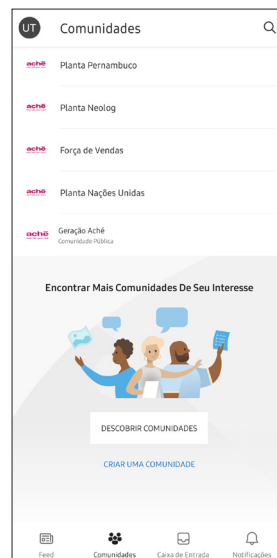 UT Comunidades
aché Planta Pernambuco
aché Planta Neolog
aché Força de Vendas
aché Planta Nações Unidas
aché Geração Aché
Comunidade Pública
Encontrar Mais Comunidades De Seu Interesse
DESCOBRIR COMUNIDADES
CRIAR UMA COMUNIDADE
Feed Comunidades Caixa de Entrada Notificações